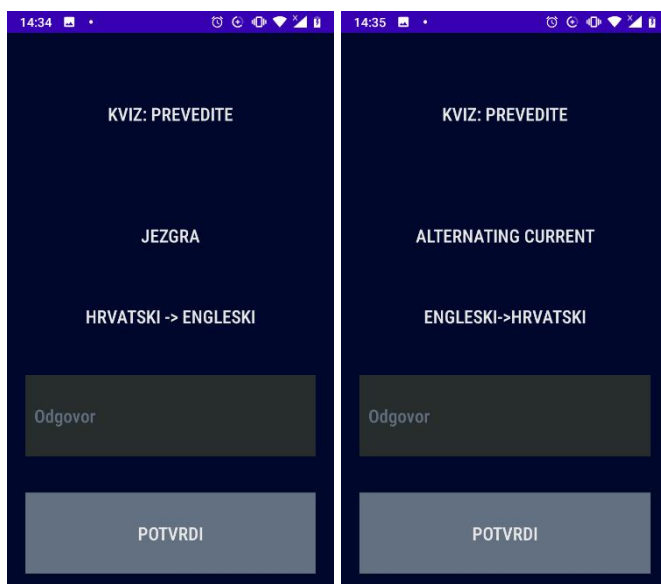 14:34
KVIZ: PREVEDITE
JEZGRA
HRVATSKI -> ENGLESKI
Odgovor
POTVRDI
14:35
KVIZ: PREVEDITE
ALTERNATING CURRENT
ENGLESKI->HRVATSKI
Odgovor
POTVRDI